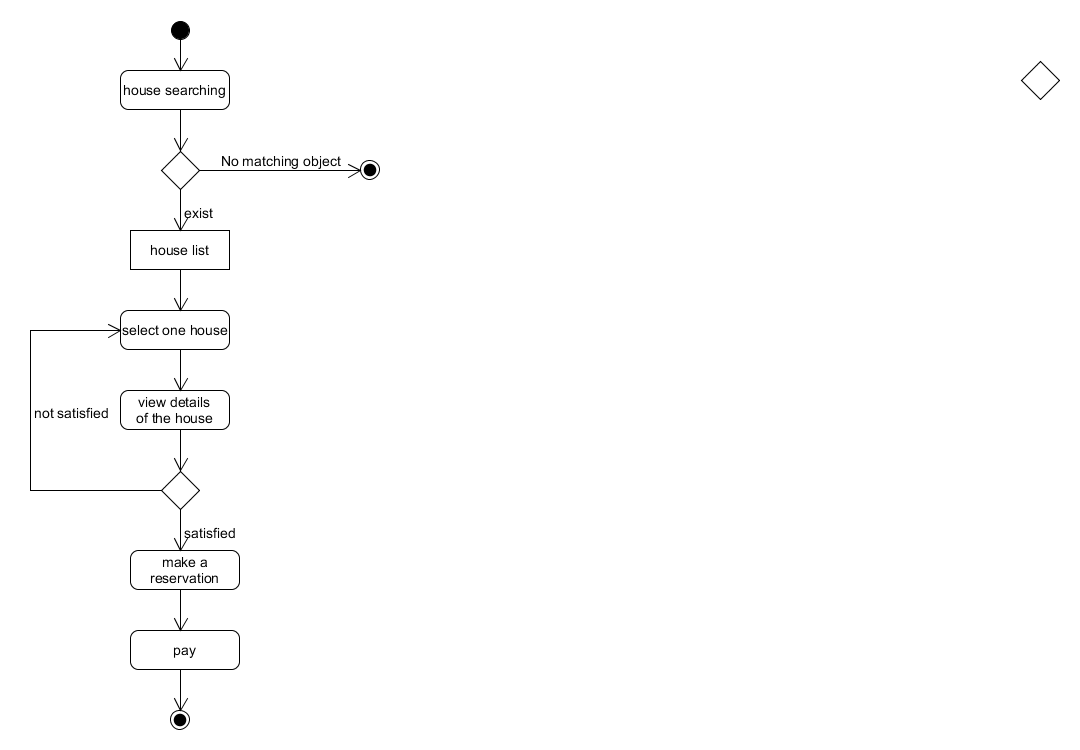 house searching
No matching object
exist
house list
select one house
view details
of the house
not satisfied
satisfied
make a
reservation
pay